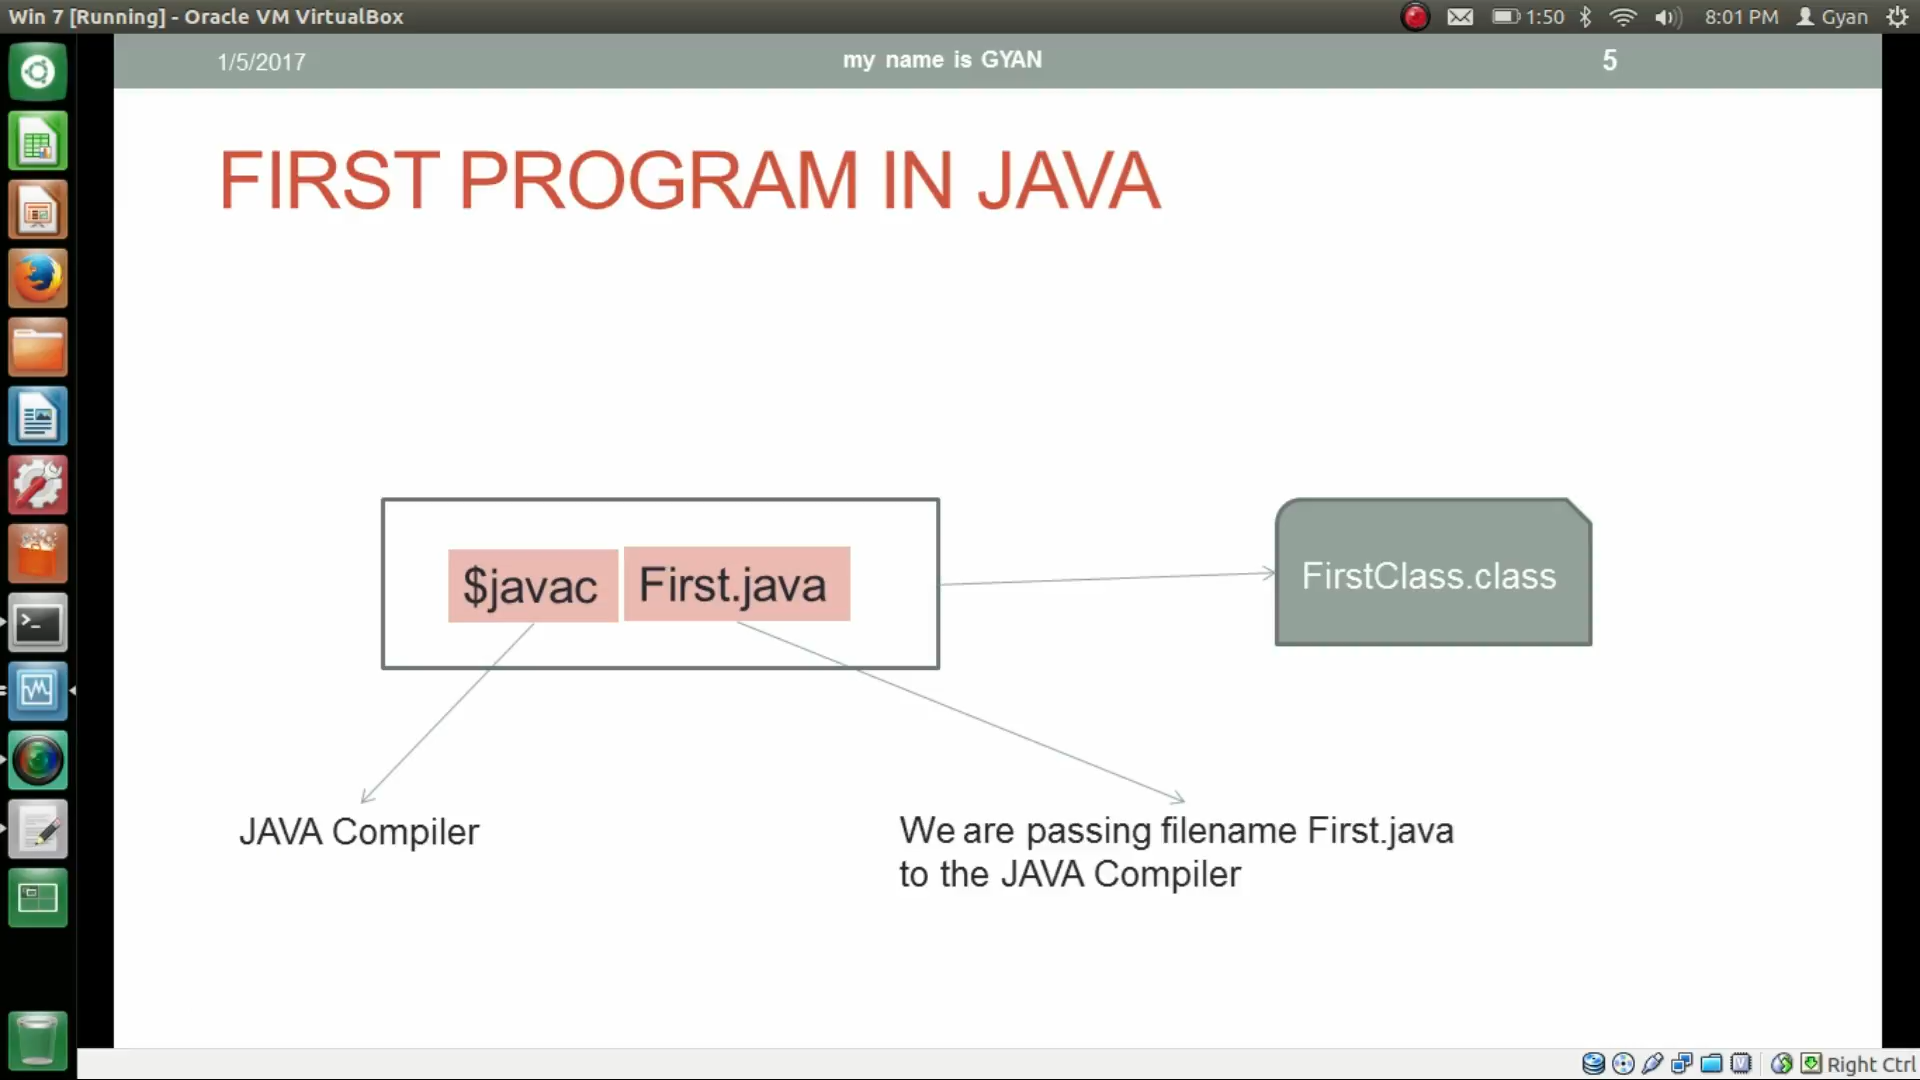 Win 7 [Running] - Oracle VM VirtualBox
1:50
8:01 PM
Gyan
1/5/2017
my name is GYAN
5
FIRST PROGRAM IN JAVA
$javac
First.java
FirstClass.class
JAVA Compiler
We are passing filename First.java
to the JAVA Compiler
Right Ctrl